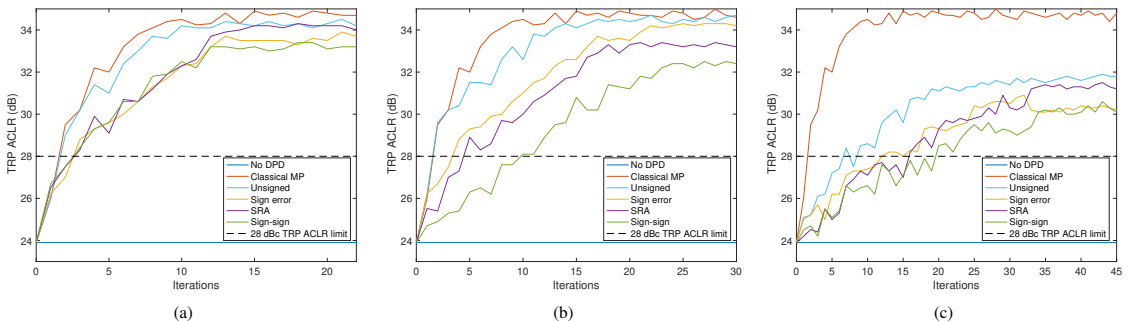 TRP ACLR (dB)
34
32
30
28
26
24
No DPD
Classical MP
Unsigned
Sign error
SRA
Sign-sign
28 dBc TRP ACLR limit
0 5 10 15 20
Iterations
(a)
TRP ACLR (dB)
34
32
30
28
26
24
No DPD
Classical MP
Unsigned
Sign error
SRA
Sign-sign
28 dBc TRP ACLR limit
0 5 10 15 20 25 30
Iterations
(b)
TRP ACLR (dB)
34
32
30
28
26
24
No DPD
Classical MP
Unsigned
Sign error
SRA
Sign-sign
28 dBc TRP ACLR limit
0 5 10 15 20 25 30 35 40 45
Iterations
(c)